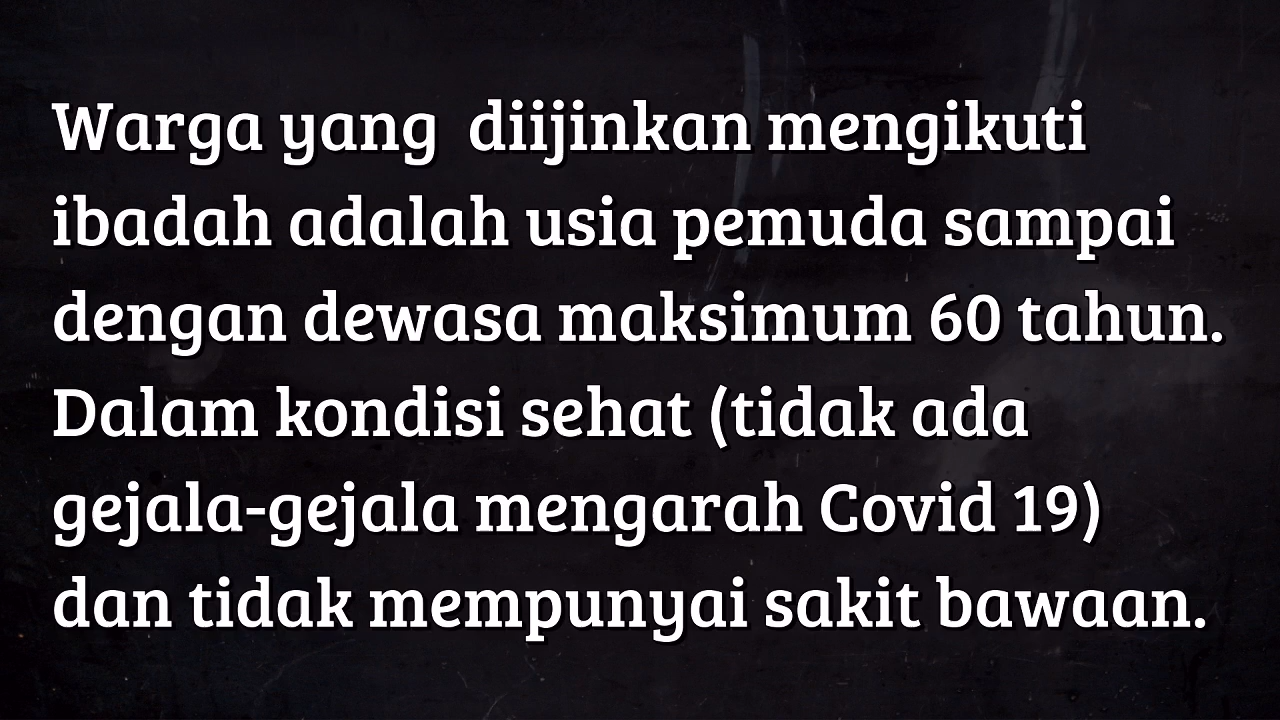 Warga yang  diijinkan mengikuti
ibadah adalah usia pemuda sampai
dengan dewasa maksimum 60 tahun.
Dalam kondisi sehat (tidak ada
gejala-gejala mengarah Covid 19)
dan tidak mempunyai sakit bawaan.